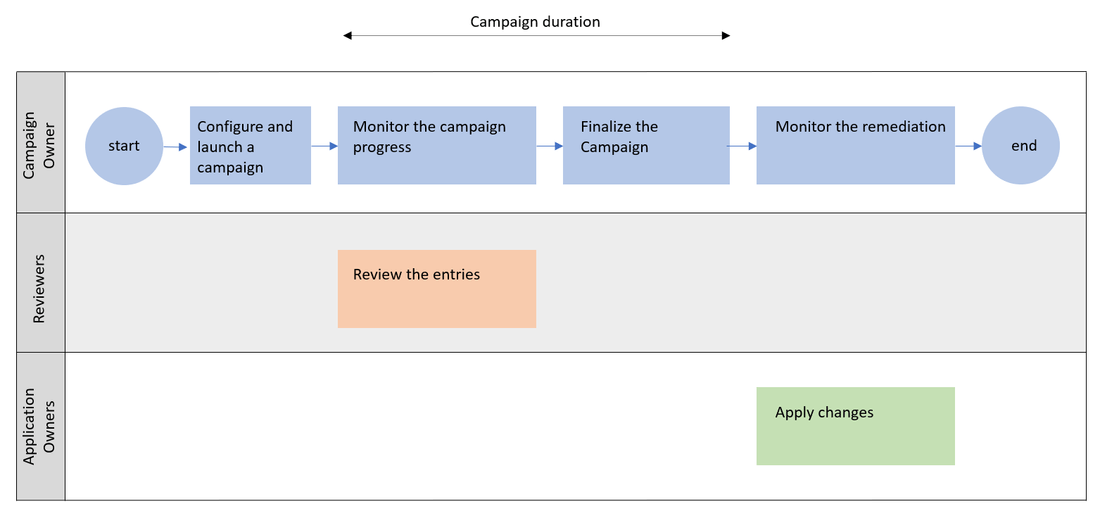 Campaign duration
Campaign
Owner
start
Configure and
launch a
campaign
Monitor the campaign
progress
Finalize the
Campaign
Monitor the remediation
end
Reviewers
Review the entries
Application
Owners
Apply changes